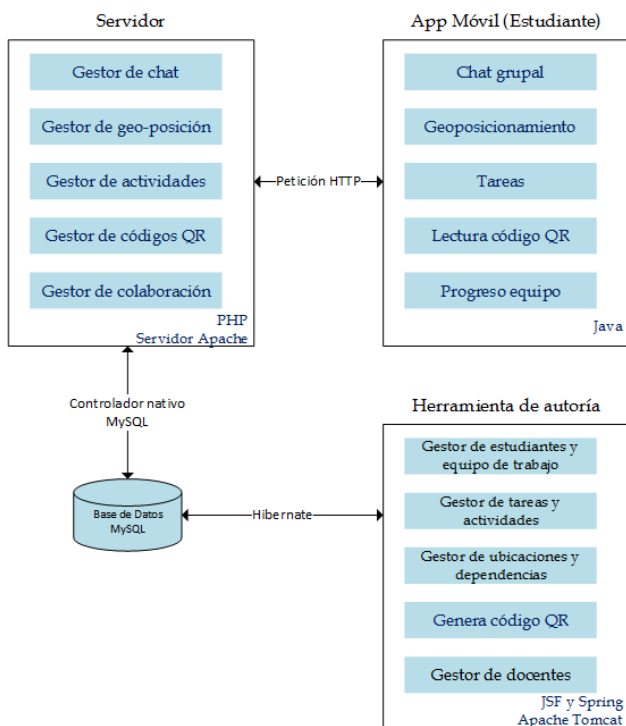 Servidor
Gestor de chat
Gestor de geo-posición
Gestor de actividades
Gestor de códigos QR
Gestor de colaboración
PHP
Servidor Apache
Petición HTTP
App Móvil (Estudiante)
Chat grupal
Geoposicionamiento
Tareas
Lectura código QR
Progreso equipo
Java
Controlador nativo
MySQL
Base de Datos
MySQL
Hibernate
Herramienta de autoría
Gestor de estudiantes y
equipo de trabajo
Gestor de tareas y
actividades
Gestor de ubicaciones y
dependencias
Genera código QR
Gestor de docentes
JSF y Spring
Apache Tomcat